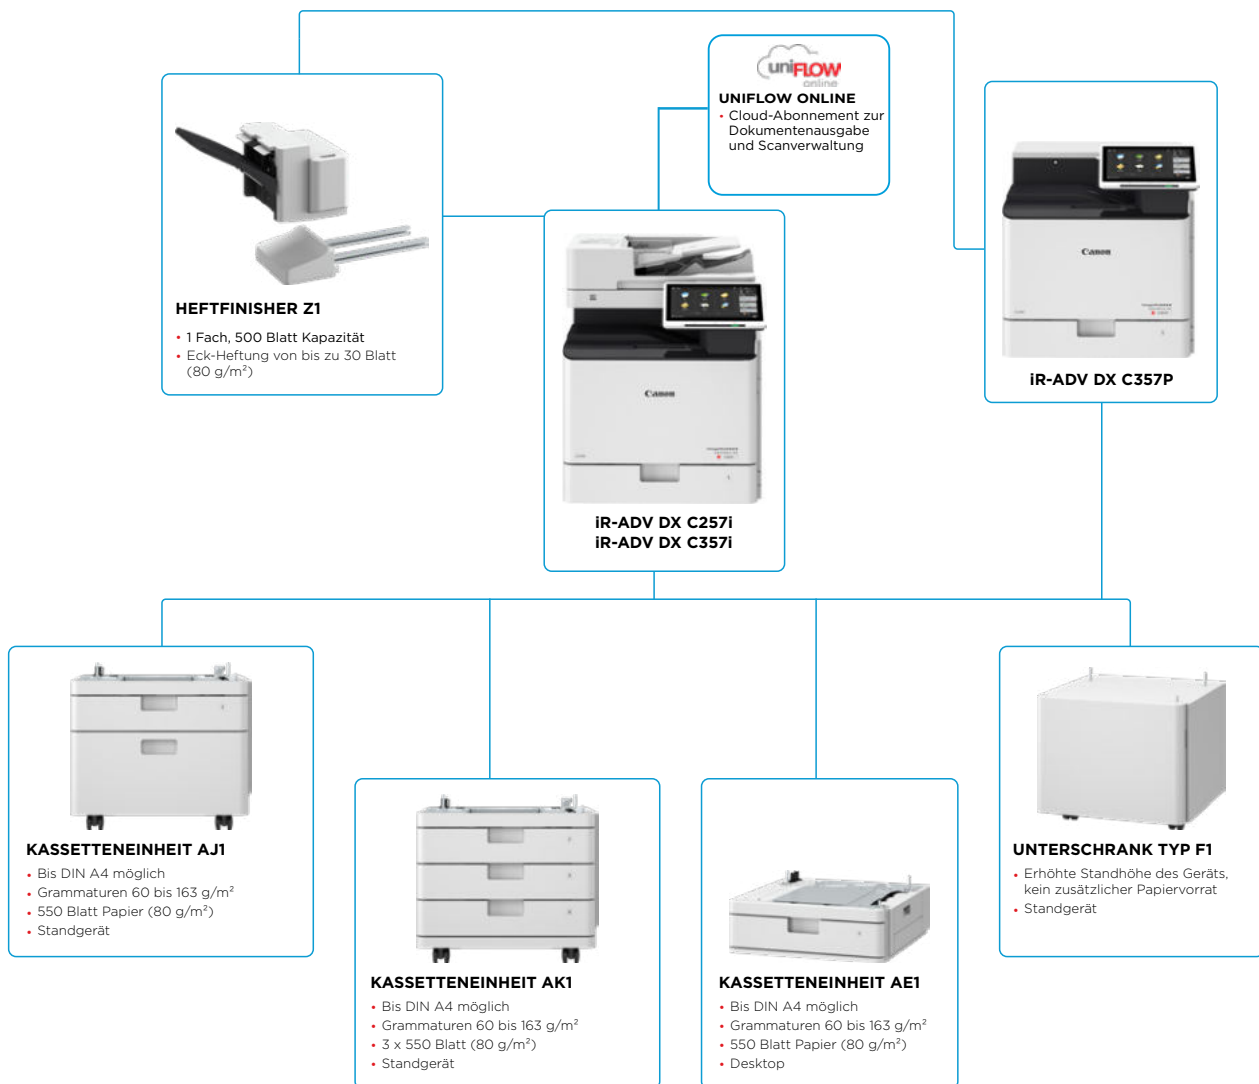 uniFLOW
online
UNIFLOW ONLINE
• Cloud-Abonnement zur
Dokumentenausgabe
und Scanverwaltung
HEFTFINISHER Z1
• 1 Fach, 500 Blatt Kapazität
• Eck-Heftung von bis zu 30 Blatt
(80 g/m²)
Canon
iR-ADV DX C257i
iR-ADV DX C357i
Canon
iR-ADV DX C357P
KASSETTENEINHEIT AJ1
• Bis DIN A4 möglich
• Grammaturen 60 bis 163 g/m²
• 550 Blatt Papier (80 g/m²)
• Standgerät
KASSETTENEINHEIT AK1
• Bis DIN A4 möglich
• Grammaturen 60 bis 163 g/m²
• 3 x 550 Blatt (80 g/m²)
• Standgerät
KASSETTENEINHEIT AE1
• Bis DIN A4 möglich
• Grammaturen 60 bis 163 g/m²
• 550 Blatt Papier (80 g/m²)
• Desktop
UNTERSCHRANK TYP F1
• Erhöhte Standhöhe des Geräts,
kein zusätzlicher Papiervorrat
• Standgerät